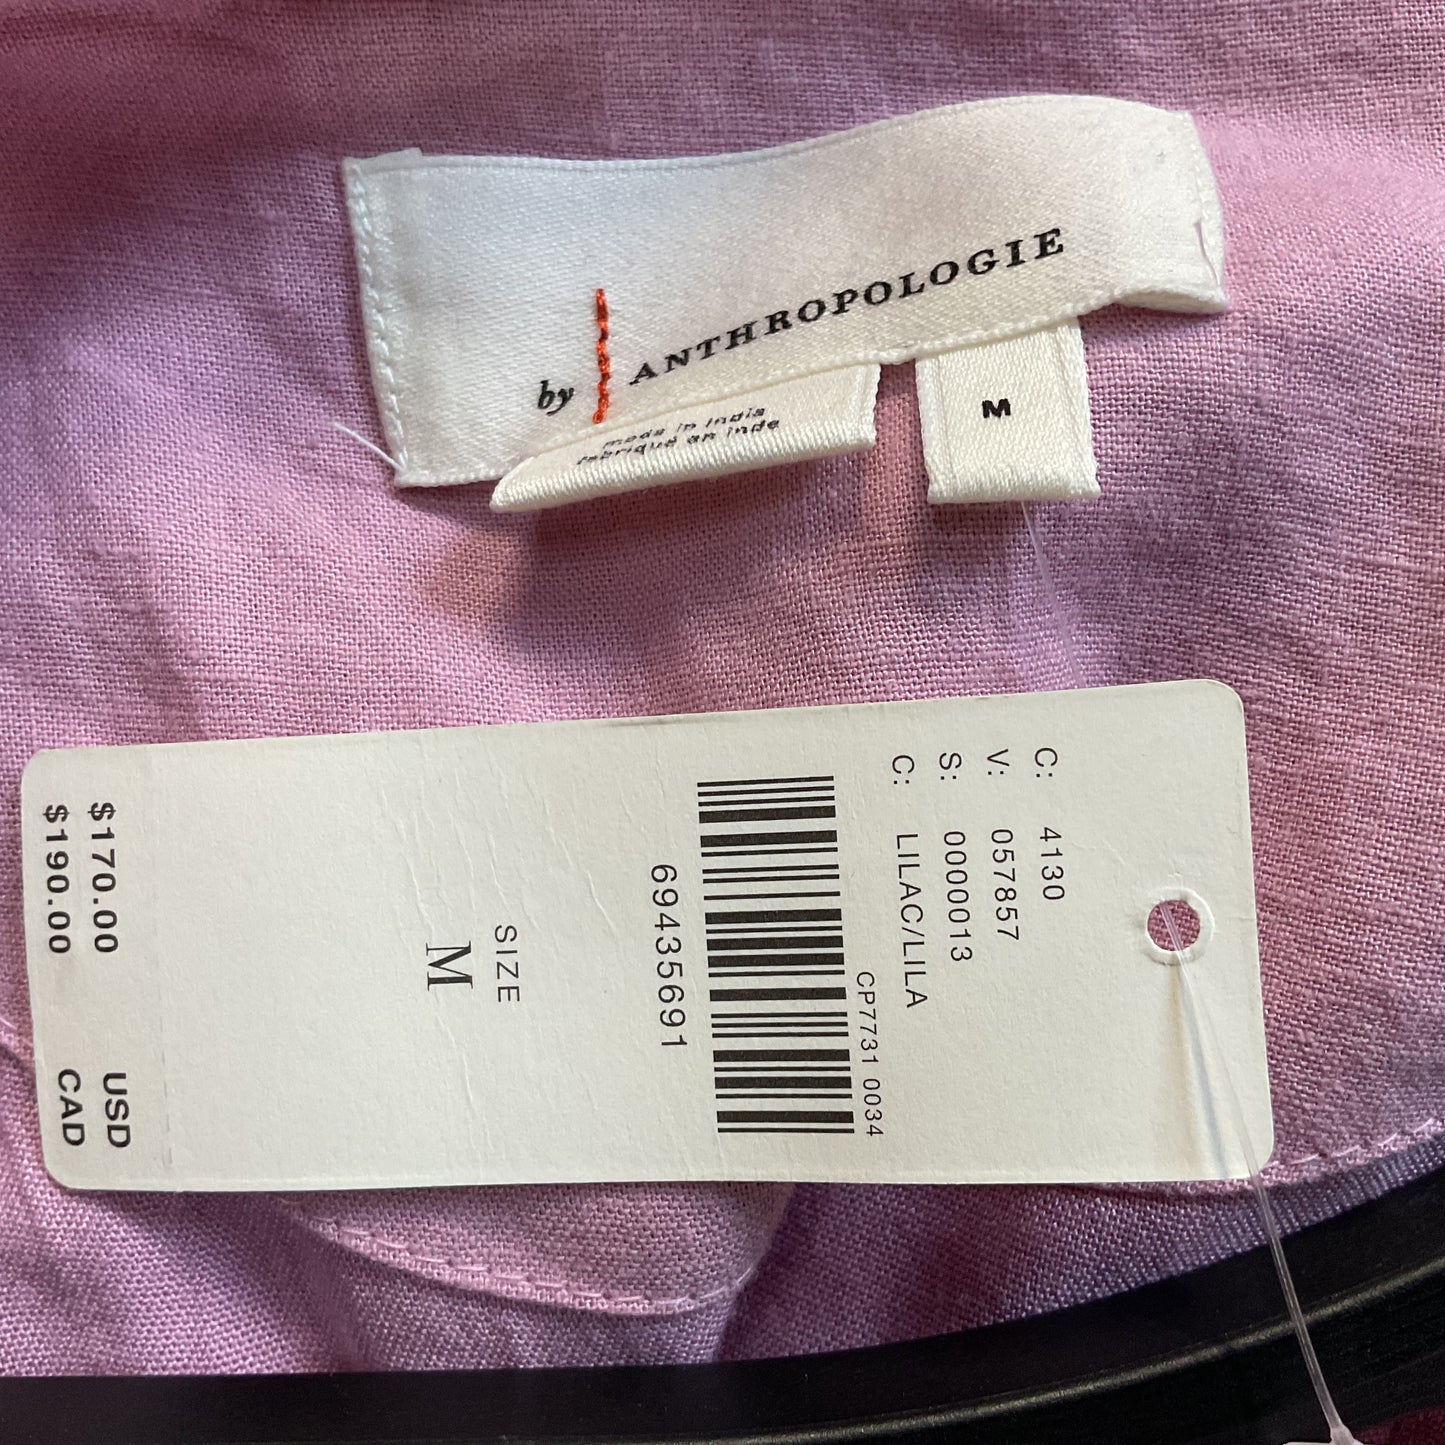 by ANTHROPOLOGIE
made in India
fabriqué en inde
M
C: 4130
V: 057857
S: 0000013
C: LILAC/LILA
CP7731 0034
69435691
SIZE
M
$170.00 USD
$190.00 CAD